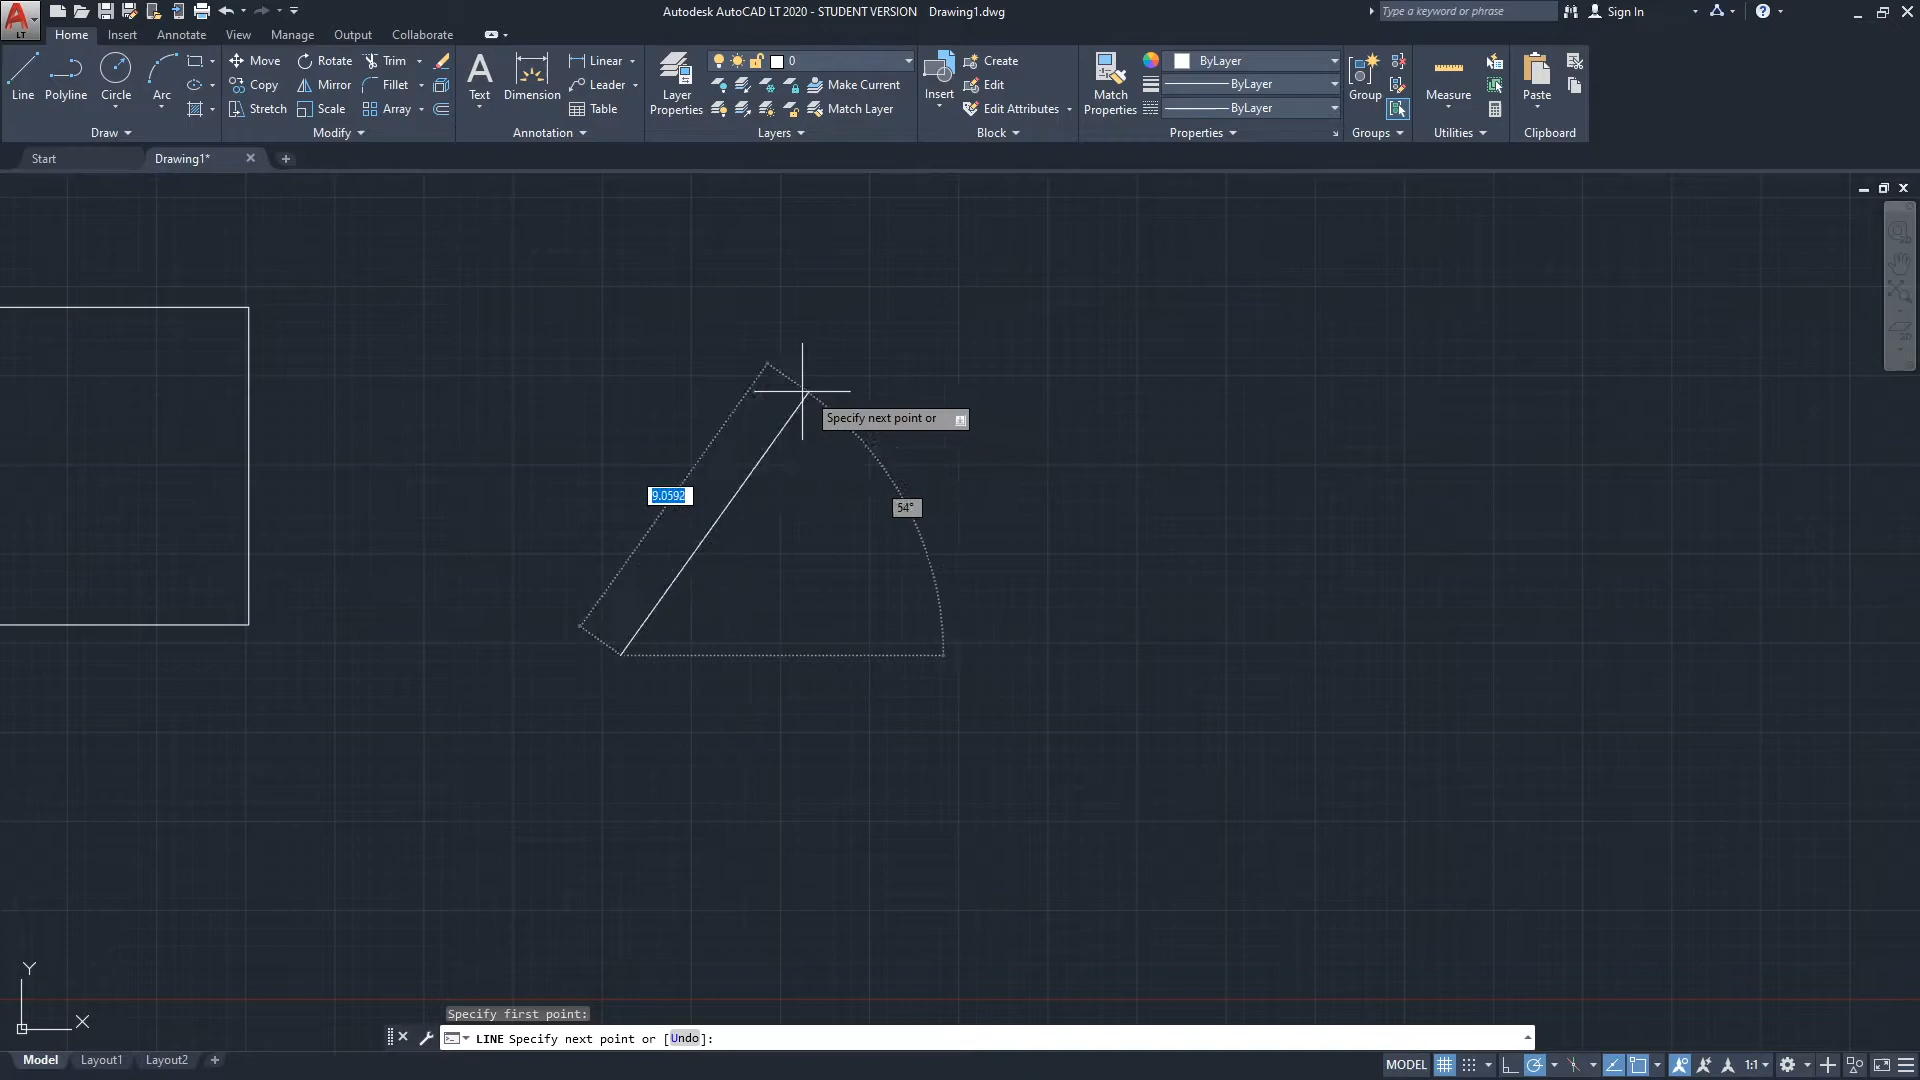 Autodesk AutoCAD LT 2020 - STUDENT VERSION Drawing1.dwg
Type a keyword or phrase
Sign In
LT
Home Insert Annotate View Manage Output Collaborate
Line
Polyline
Circle
Arc
Draw
Move Rotate Trim
Copy Mirror Fillet
Stretch Scale Array
Modify
Text
Dimension
Linear
Leader
Table
Annotation
Layer
Properties
0
Make Current
Match Layer
Layers
Insert
Create
Edit
Edit Attributes
Block
Match
Properties
ByLayer
ByLayer
ByLayer
Properties
Group
Groups
Measure
Utilities
Paste
Clipboard
Start Drawing1*
Specify next point or
9.0592
54°
Y
X
Specify first point:
LINE Specify next point or [Undo]:
Model Layout1 Layout2
MODEL
1:1